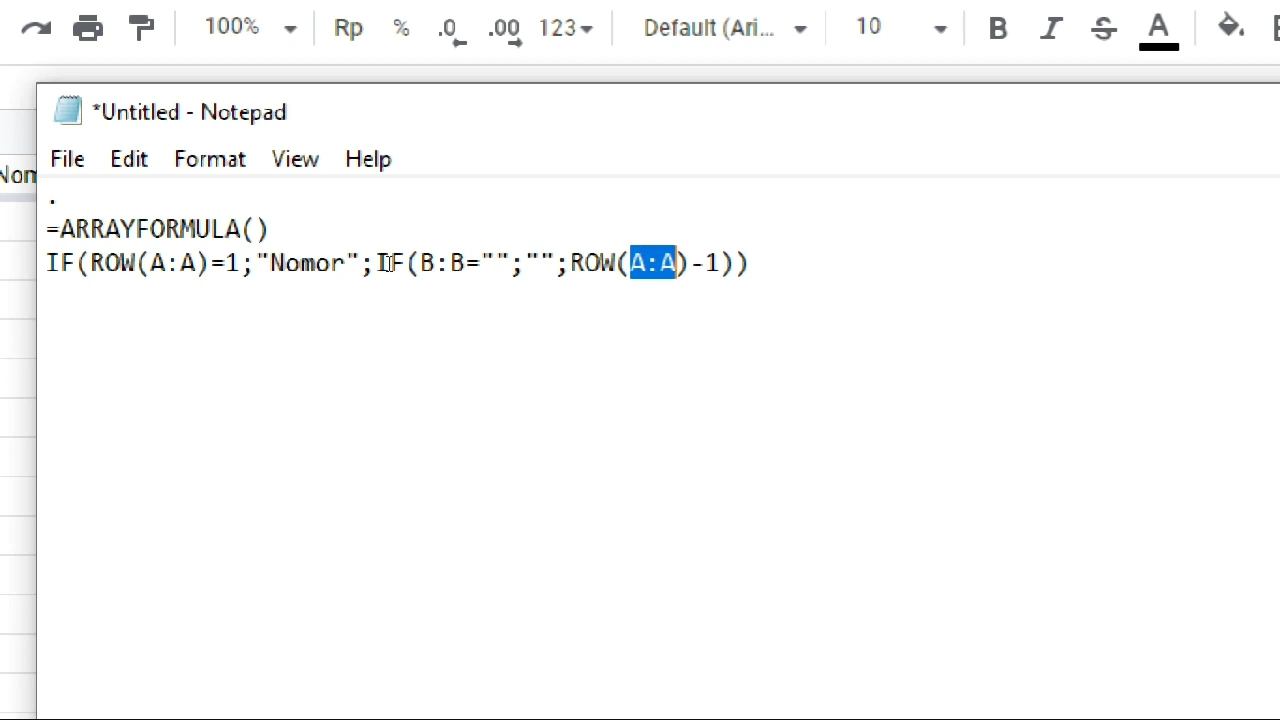 100% Rp % .0 .00 123 Default (Ari... 10 B I S A
*Untitled - Notepad
File Edit Format View Help
Nom
.
=ARRAYFORMULA()
IF(ROW(A:A)=1;"Nomor";IF(B:B="";"";ROW(A:A)-1))